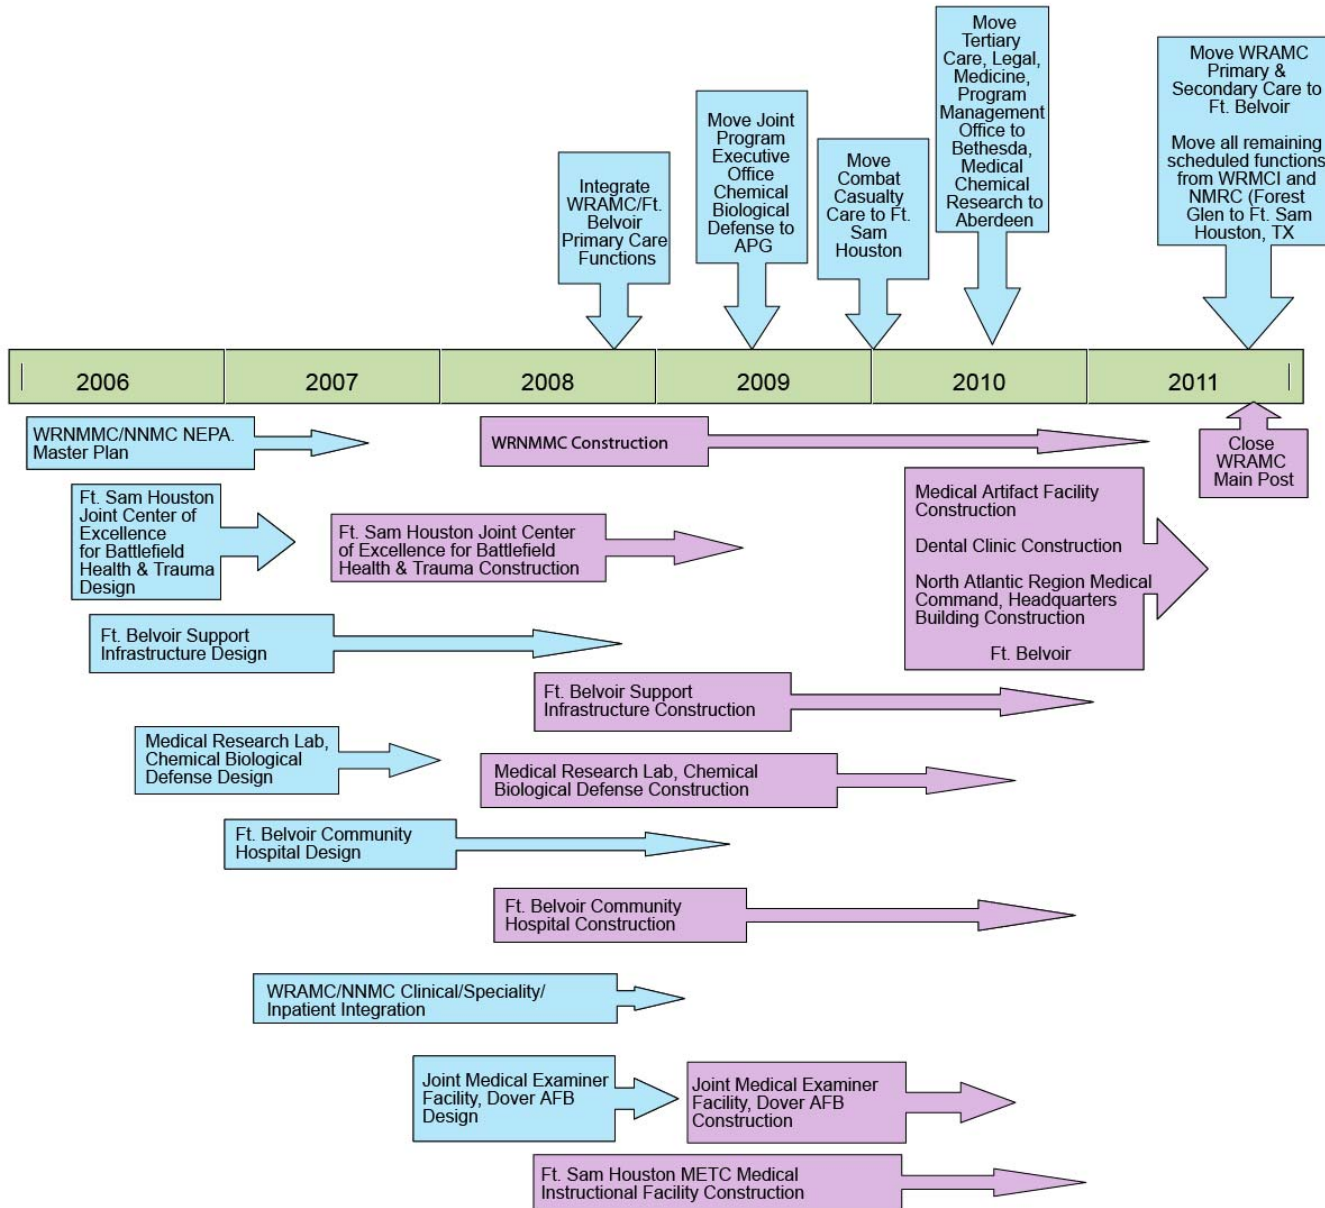 Integrate
WRAMC/Ft.
Belvoir
Primary Care
Functions
Move Joint
Program
Executive
Office
Chemical
Biological
Defense to
APG
Move
Combat
Casualty
Care to Ft.
Sam
Houston
Move
Tertiary
Care, Legal,
Medicine,
Program
Management
Office to
Bethesda,
Medical
Chemical
Research to
Aberdeen
Move WRAMC
Primary &
Secondary Care to
Ft. Belvoir
Move all remaining
scheduled functions
from WRMCI and
NMRC (Forest
Glen to Ft. Sam
Houston, TX
2006
2007
2008
2009
2010
2011
WRNMMC/NNMC NEPA.
Master Plan
WRNMMC Construction
Close
WRAMC
Main Post
Ft. Sam Houston
Joint Center of
Excellence
for Battlefield
Health & Trauma
Design
Ft. Sam Houston Joint Center
of Excellence for Battlefield
Health & Trauma Construction
Medical Artifact Facility
Construction
Dental Clinic Construction
North Atlantic Region Medical
Command, Headquarters
Building Construction
Ft. Belvoir
Ft. Belvoir Support
Infrastructure Design
Ft. Belvoir Support
Infrastructure Construction
Medical Research Lab,
Chemical Biological
Defense Design
Medical Research Lab, Chemical
Biological Defense Construction
Ft. Belvoir Community
Hospital Design
Ft. Belvoir Community
Hospital Construction
WRAMC/NNMC Clinical/Speciality/
Inpatient Integration
Joint Medical Examiner
Facility, Dover AFB
Design
Joint Medical Examiner
Facility, Dover AFB
Construction
Ft. Sam Houston METC Medical
Instructional Facility Construction